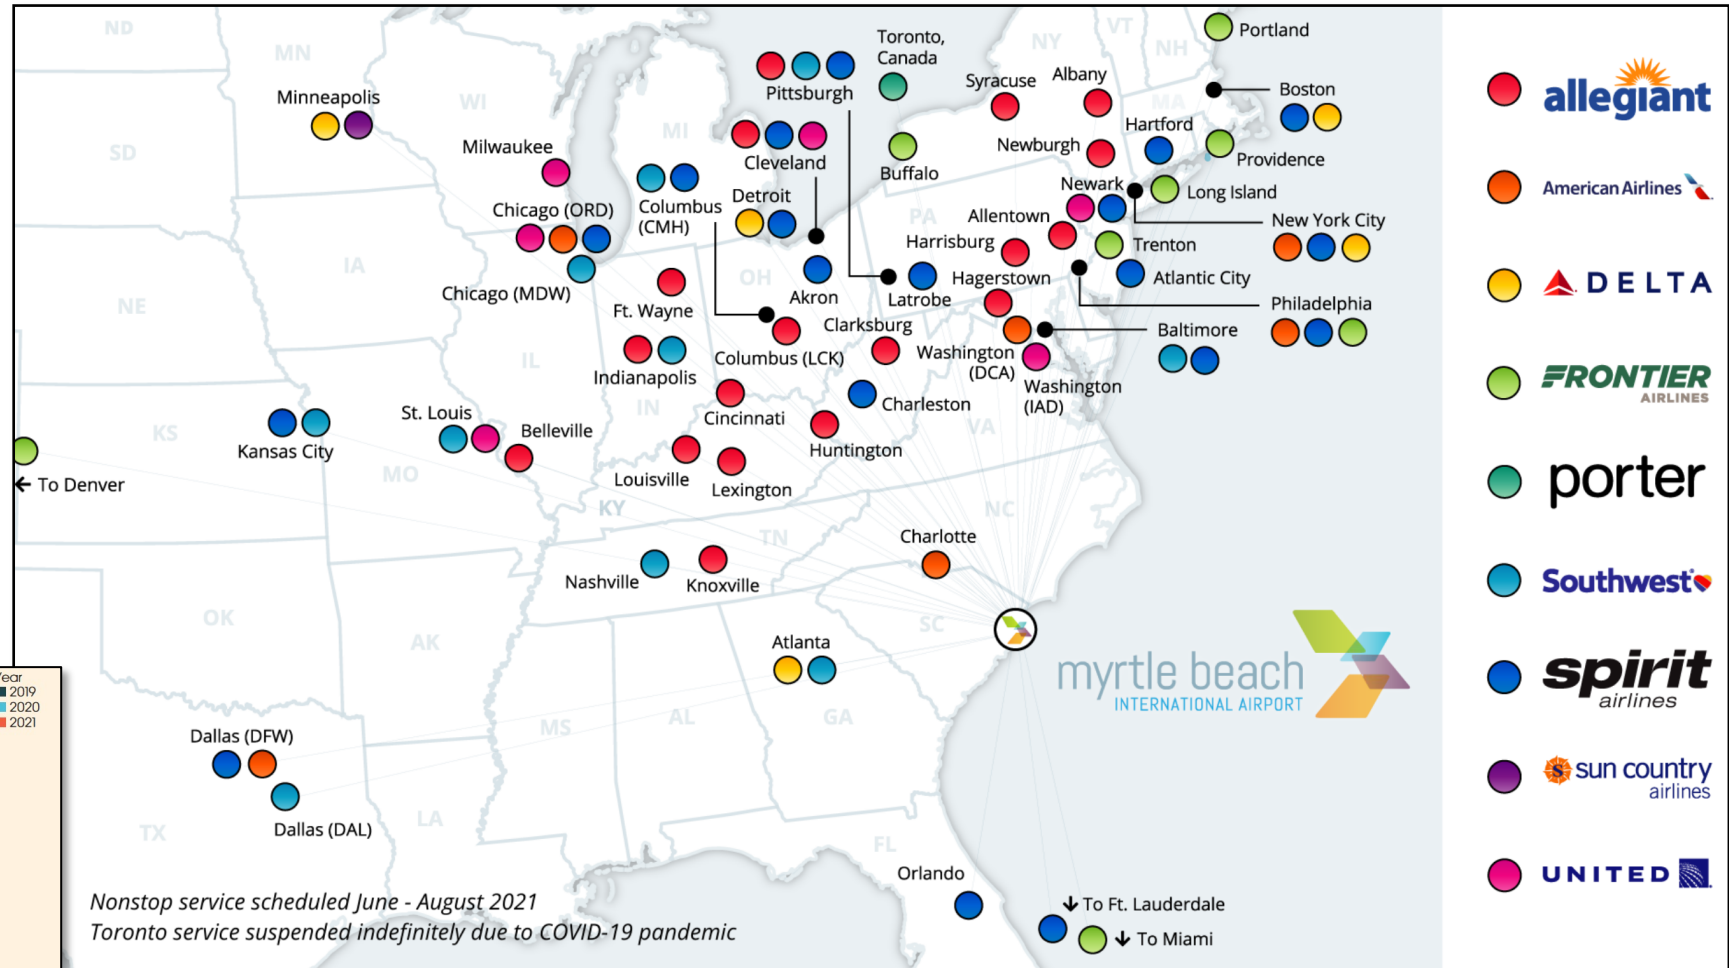 ND
MN
Minneapolis
WI
SD
Milwaukee
Chicago (ORD)
Chicago (MDW)
IA
NE
MI
Columbus
(CMH)
Detroit
Pittsburgh
Cleveland
Toronto,
Canada
Buffalo
Syracuse
Albany
NY
VT
NH
MA
Portland
Boston
Hartford
Providence
Newburgh
Newark
Long Island
New York City
Allentown
PA
Harrisburg
Trenton
Atlantic City
Hagerstown
Philadelphia
Latrobe
Akron
OH
Ft. Wayne
Clarksburg
Columbus (LCK)
Washington
(DCA)
Baltimore
Washington
(IAD)
Indianapolis
IL
IN
Cincinnati
Charleston
VA
Huntington
Louisville
Lexington
St. Louis
Belleville
Kansas City
KS
MO
← To Denver
KY
TN
NC
Charlotte
Nashville
Knoxville
OK
AK
SC
Atlanta
myrtle beach
INTERNATIONAL AIRPORT
MS
AL
GA
Dallas (DFW)
Dallas (DAL)
TX
LA
FL
Orlando
↓ To Ft. Lauderdale
↓ To Miami
Nonstop service scheduled June - August 2021
Toronto service suspended indefinitely due to COVID-19 pandemic
2019
2020
2021
allegiant
American Airlines
DELTA
FRONTIER
AIRLINES
porter
Southwest
spirit
airlines
S
sun country
airlines
UNITED